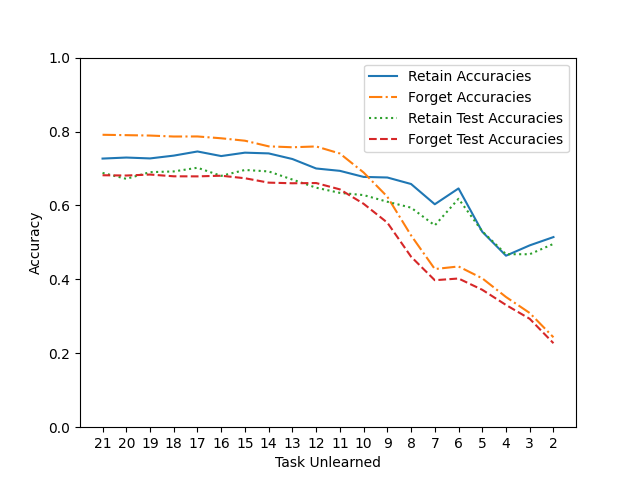 Retain Accuracies
Forget Accuracies
Retain Test Accuracies
Forget Test Accuracies
Accuracy
1.0
0.8
0.6
0.4
0.2
0.0
21 20 19 18 17 16 15 14 13 12 11 10 9 8 7 6 5 4 3 2
Task Unlearned